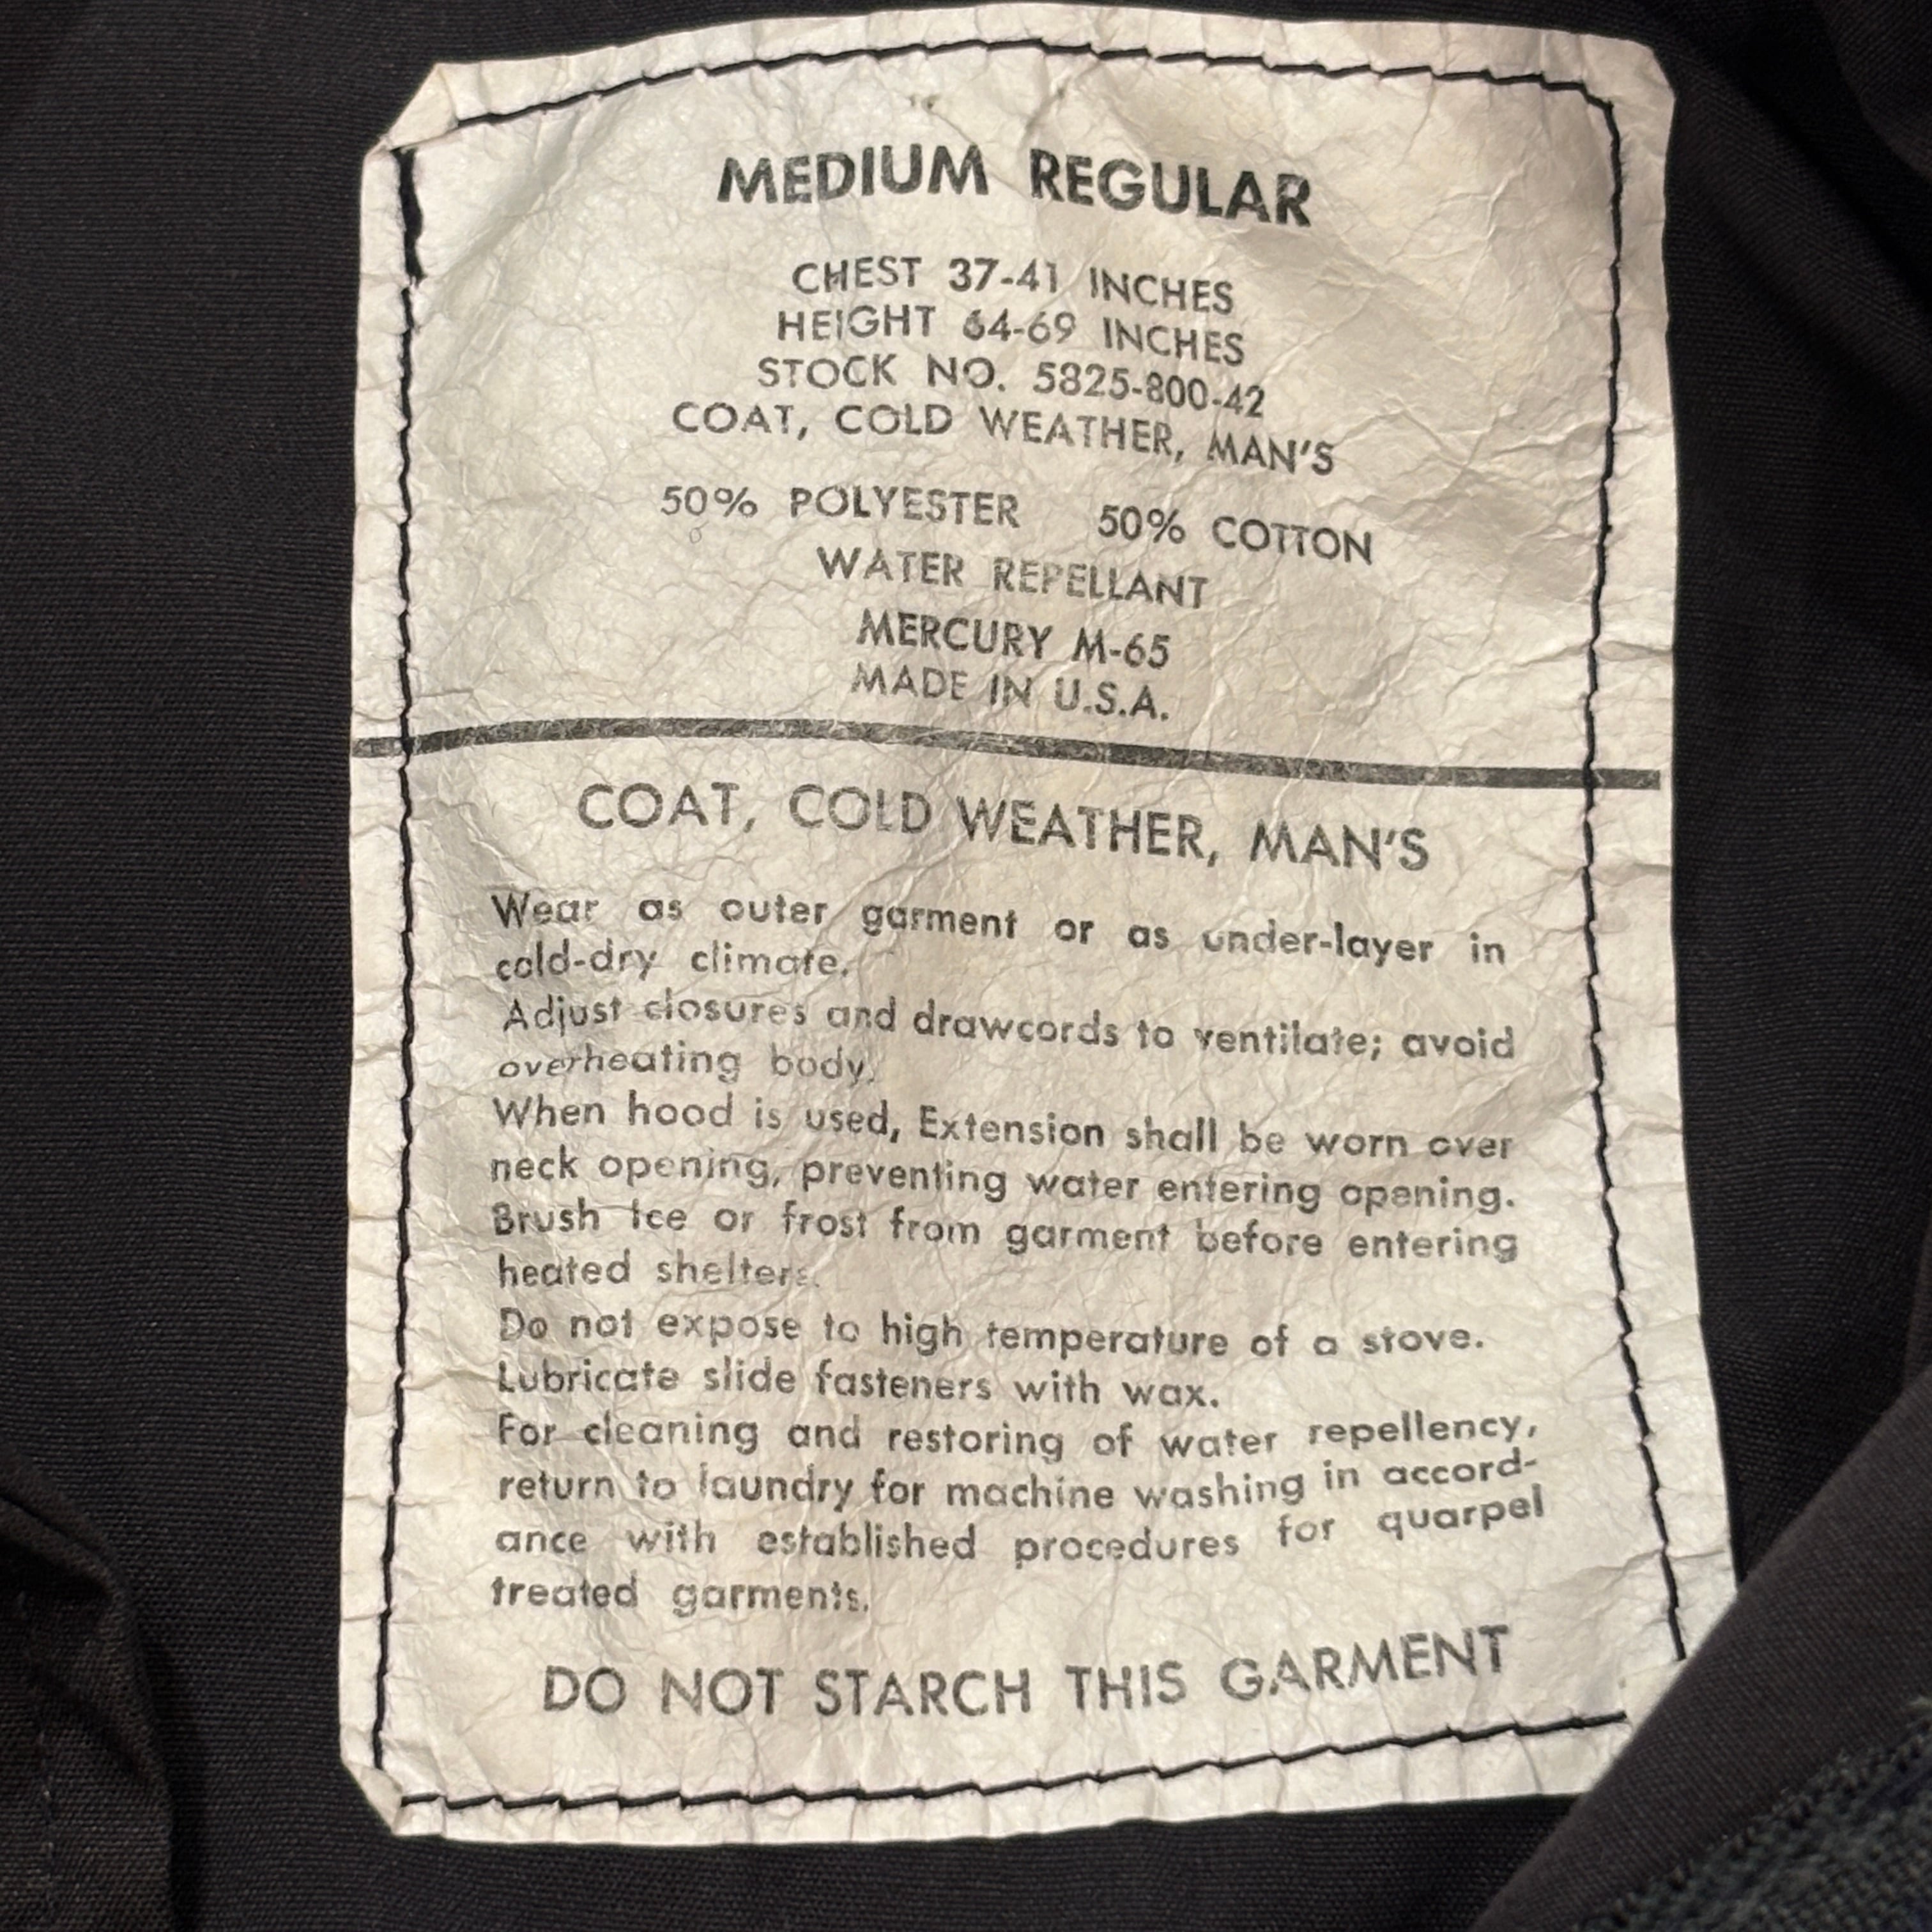 MEDIUM REGULAR
CHEST 37-41 INCHES
HEIGHT 64-69 INCHES
STOCK NO. 5825-800-42
COAT, COLD WEATHER, MAN'S
50% POLYESTER 50% COTTON
WATER REPELLANT
MERCURY M-65
MADE IN U.S.A.
COAT, COLD WEATHER, MAN'S
Wear as outer garment or as under-layer in
cold-dry climate.
Adjust closures and drawcords to ventilate; avoid
overheating body.
When hood is used, Extension shall be worn over
neck opening, preventing water entering opening.
Brush Ice or frost from garment before entering
heated shelters.
Do not expose to high temperature of a stove.
Lubricate slide fasteners with wax.
For cleaning and restoring of water repellency,
return to laundry for machine washing in accord-
ance with established procedures for quarpel
treated garments.
DO NOT STARCH THIS GARMENT